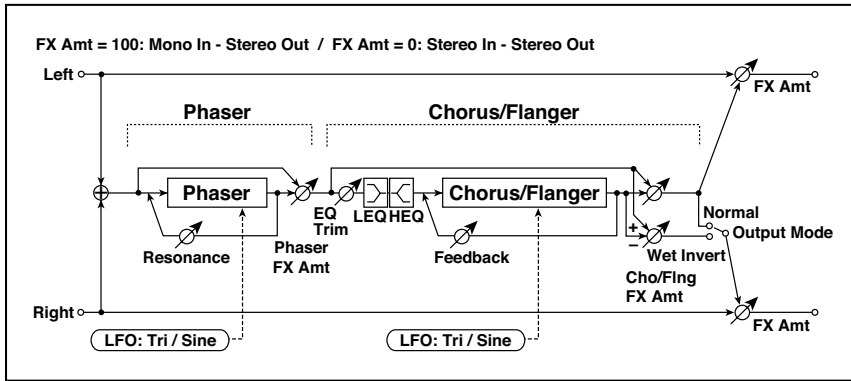 FX Amt = 100: Mono In - Stereo Out / FX Amt = 0: Stereo In - Stereo Out
Left
FX Amt
Phaser
Chorus/Flanger
Phaser
Chorus/Flanger
EQ
Trim
LEQ
HEQ
Resonance
Phaser
FX Amt
Feedback
+
−
Normal
Output Mode
Wet Invert
Cho/Flng
FX Amt
Right
FX Amt
LFO: Tri / Sine
LFO: Tri / Sine